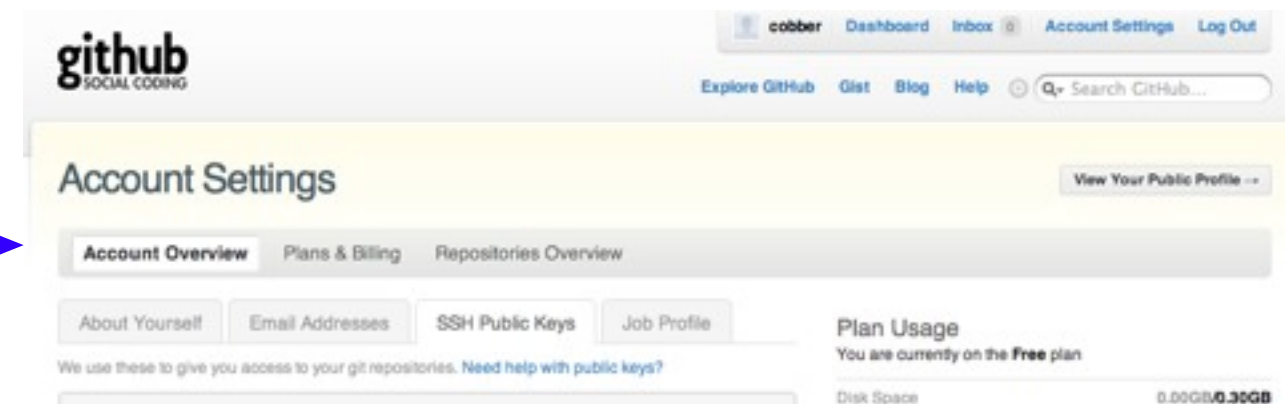 github
SOCIAL CODING
cobber Dashboard Inbox 0 Account Settings Log Out
Explore GitHub Gist Blog Help Search GitHub...
Account Settings
View Your Public Profile →
Account Overview Plans & Billing Repositories Overview
About Yourself Email Addresses SSH Public Keys Job Profile
We use these to give you access to your git repositories. Need help with public keys?
Plan Usage
You are currently on the Free plan
Disk Space 0.00GB/0.30GB